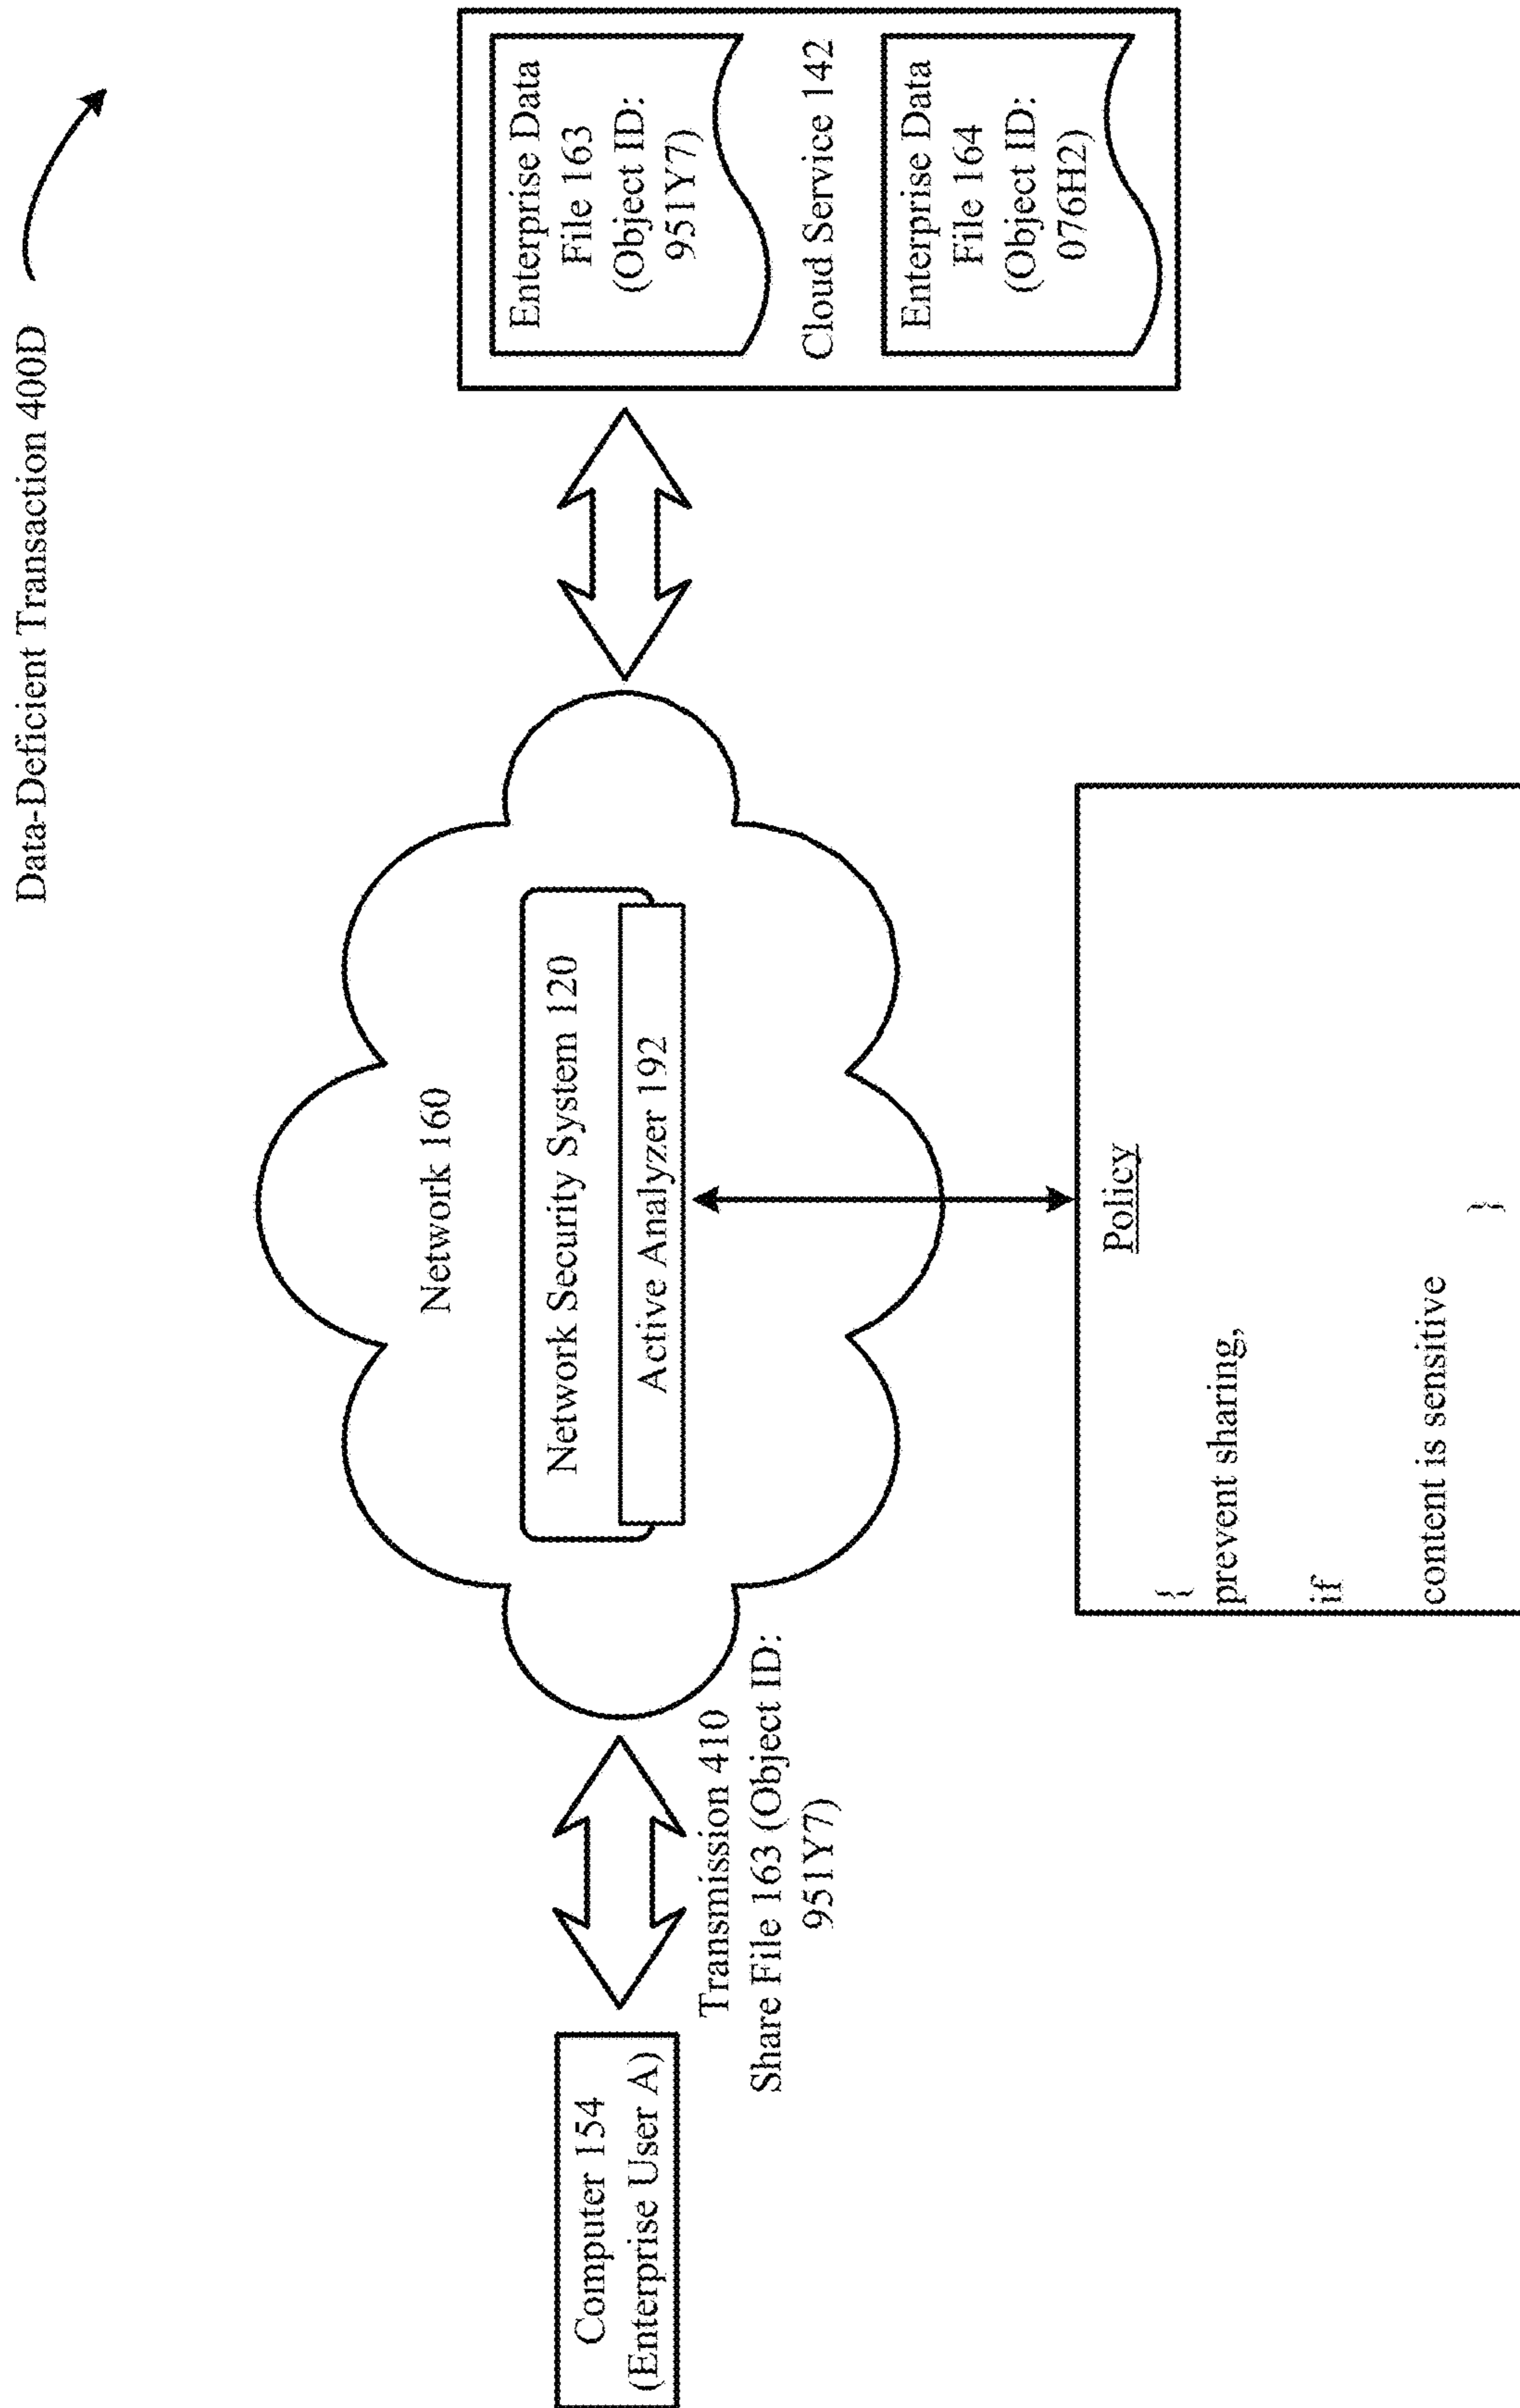 Data-Deficient Transaction 400D
Computer 154
(Enterprise User A)
Transmission 410
Share File 163 (Object ID:
951Y7)
Network 160
Network Security System 120
Active Analyzer 192
Enterprise Data
File 163
(Object ID:
951Y7)
Cloud Service 142
Enterprise Data
File 164
(Object ID:
076H2)
Policy
{
prevent sharing,
if
content is sensitive
}